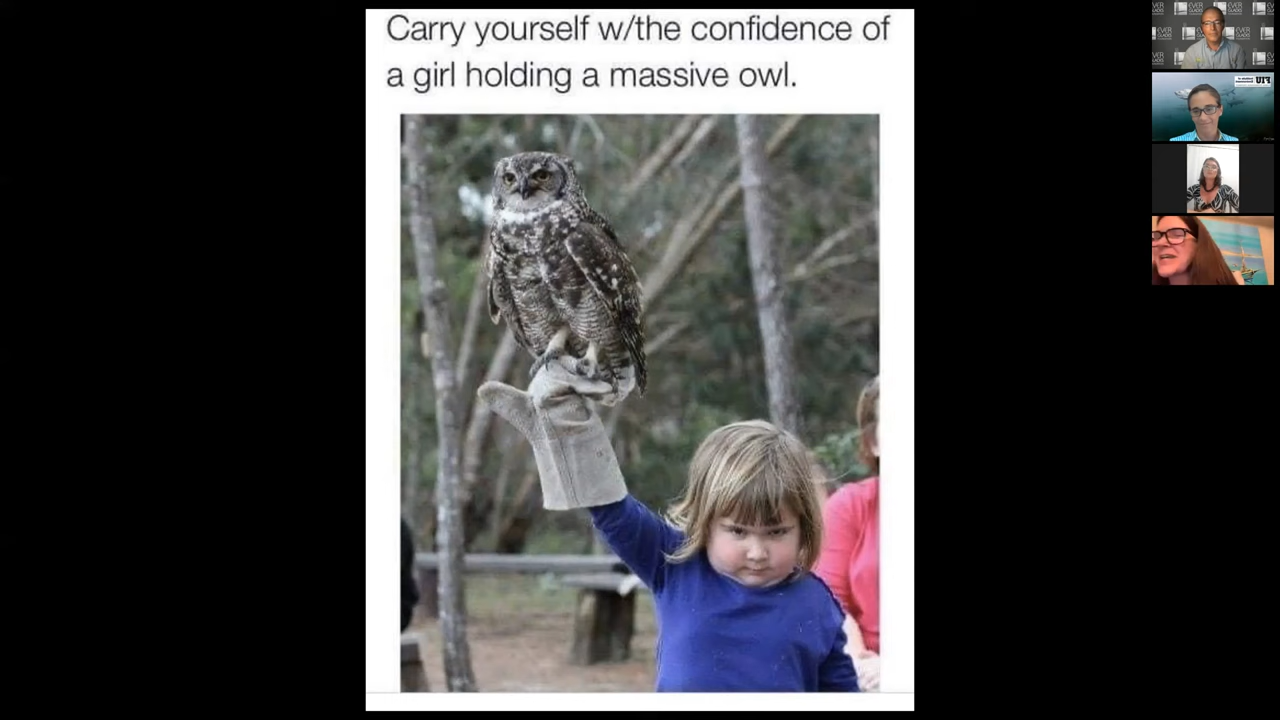 Carry yourself w/the confidence of
a girl holding a massive owl.